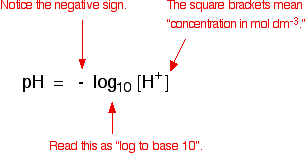 Notice the negative sign.
The square brackets mean
"concentration in mol dm⁻³."
pH = - log₁₀ [H⁺]
Read this as "log to base 10".